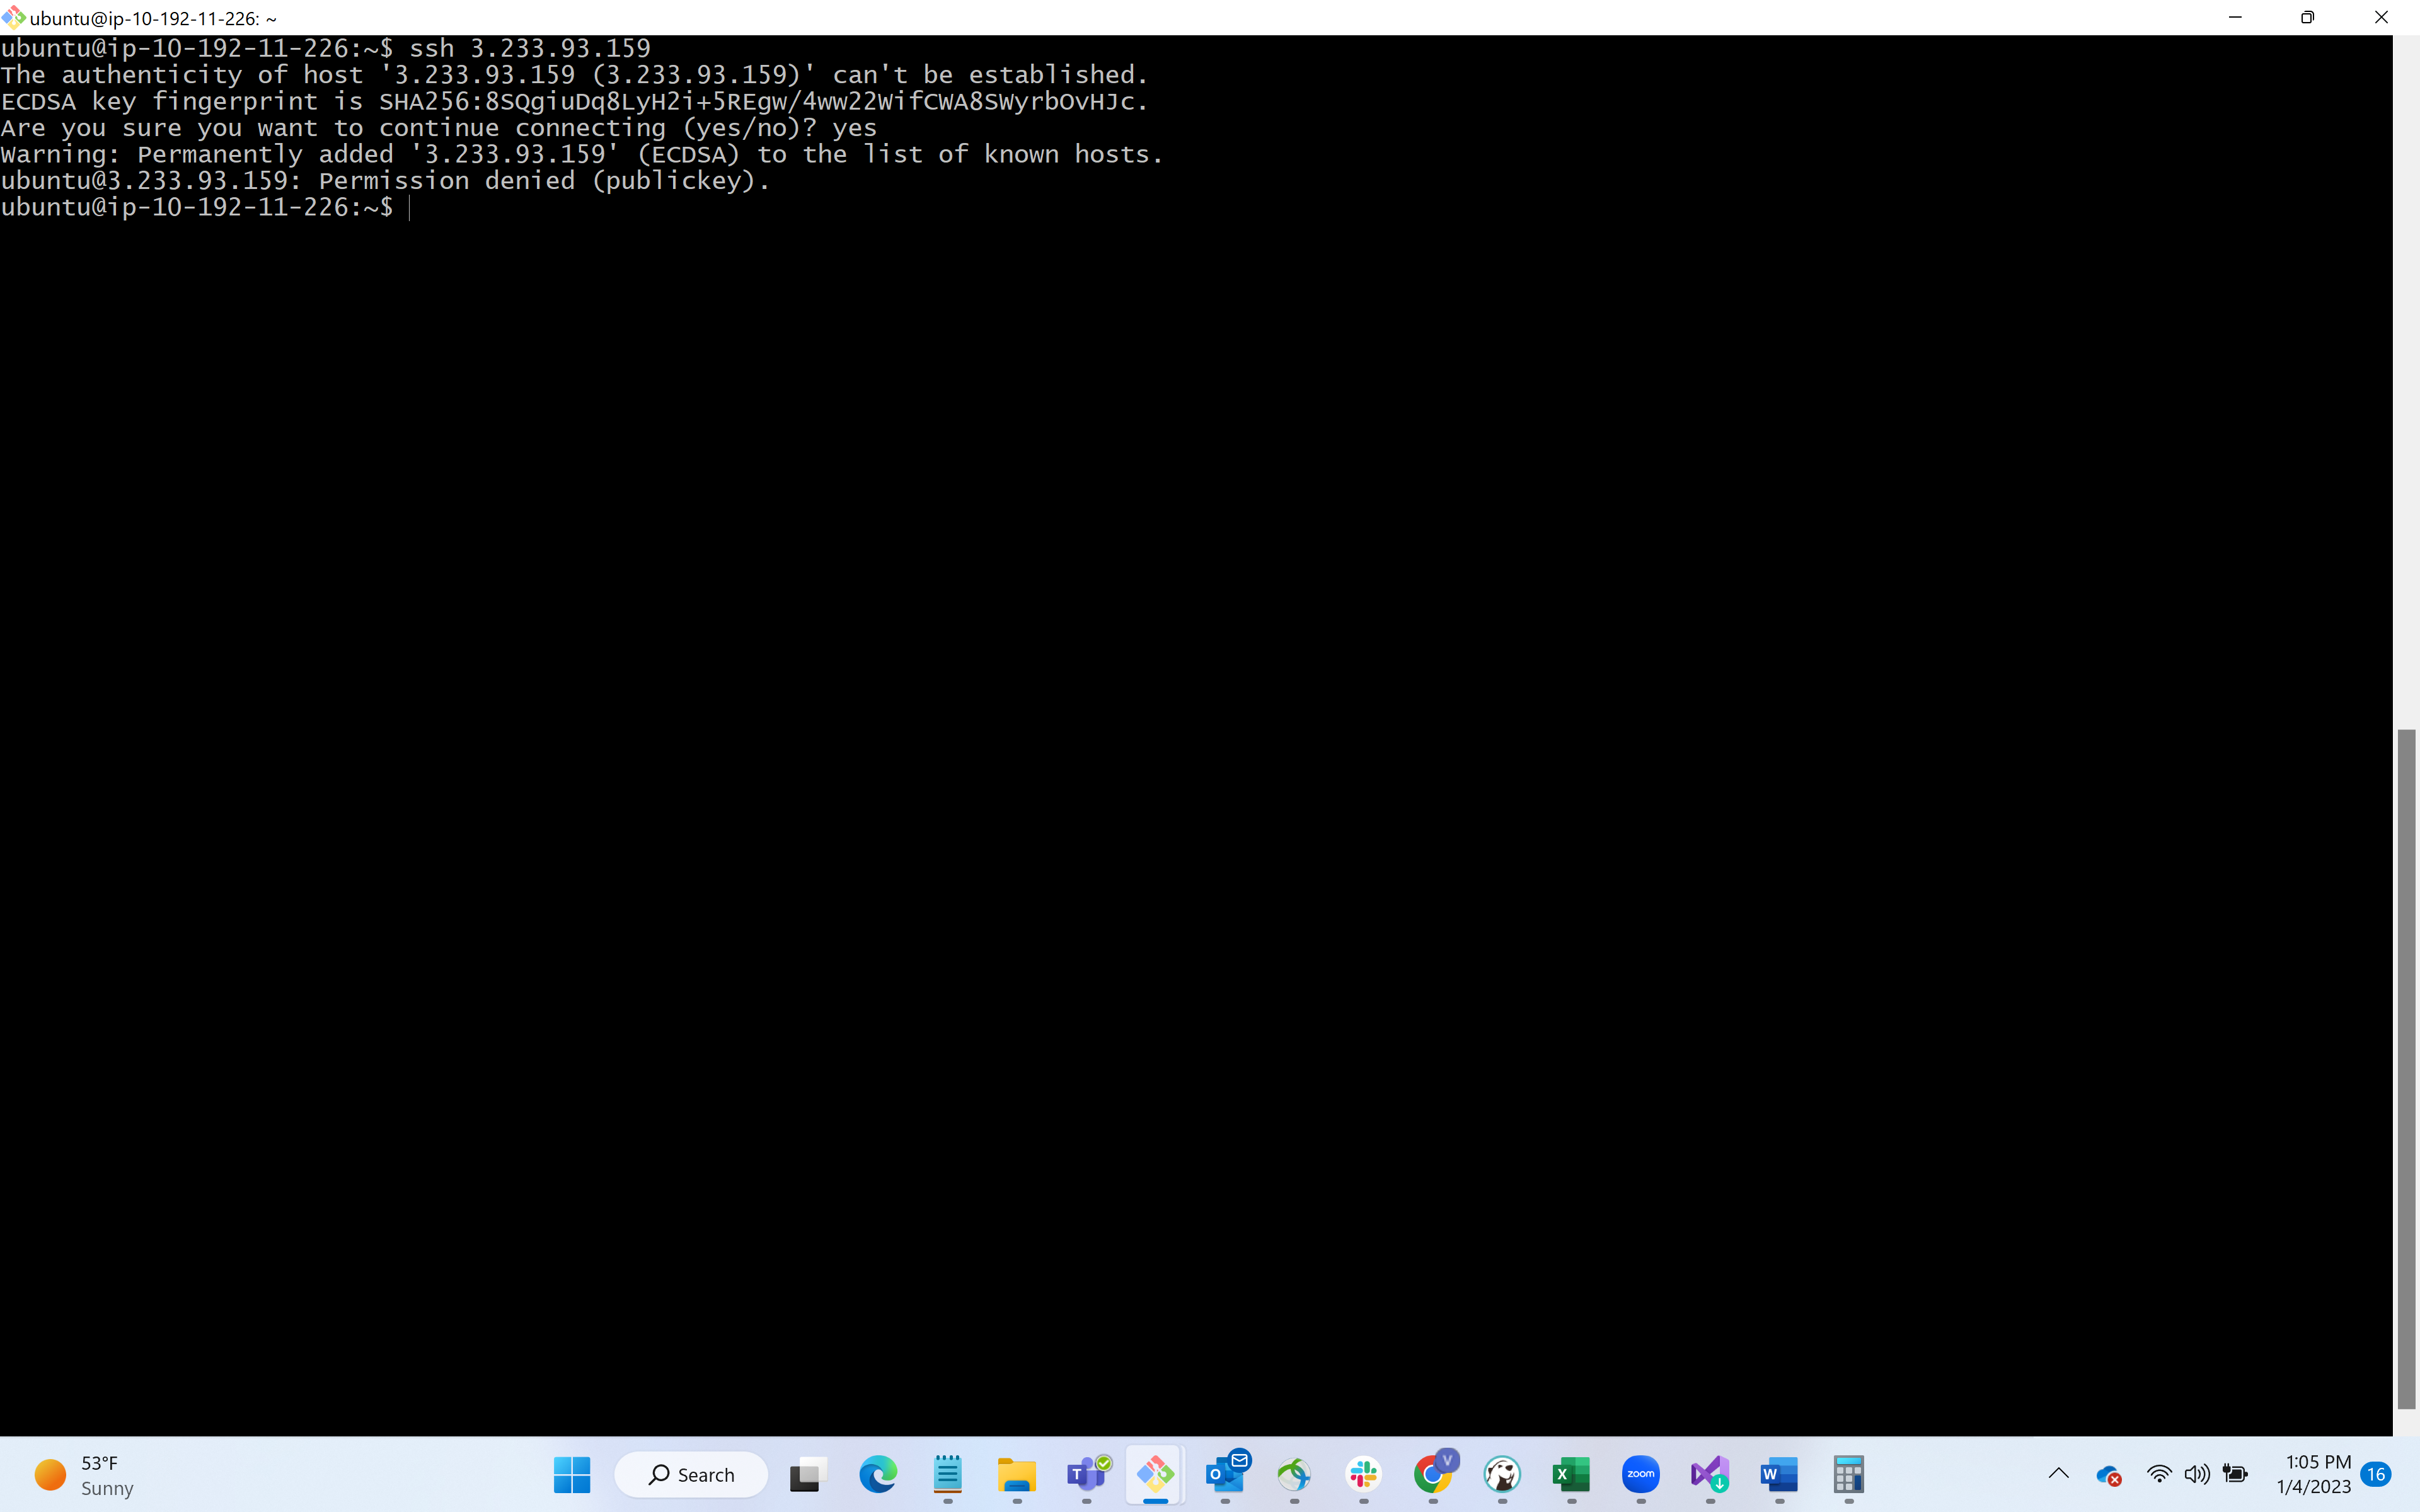 ubuntu@ip-10-192-11-226: ~
ubuntu@ip-10-192-11-226:~$ ssh 3.233.93.159
The authenticity of host '3.233.93.159 (3.233.93.159)' can't be established.
ECDSA key fingerprint is SHA256:8SQgiuDq8LyH2i+5REgw/4ww22WifCWA8SWyrbOvHJc.
Are you sure you want to continue connecting (yes/no)? yes
Warning: Permanently added '3.233.93.159' (ECDSA) to the list of known hosts.
ubuntu@3.233.93.159: Permission denied (publickey).
ubuntu@ip-10-192-11-226:~$
53°F
Sunny
Search
T
O
V
X
zoom
W
1:05 PM
1/4/2023
16